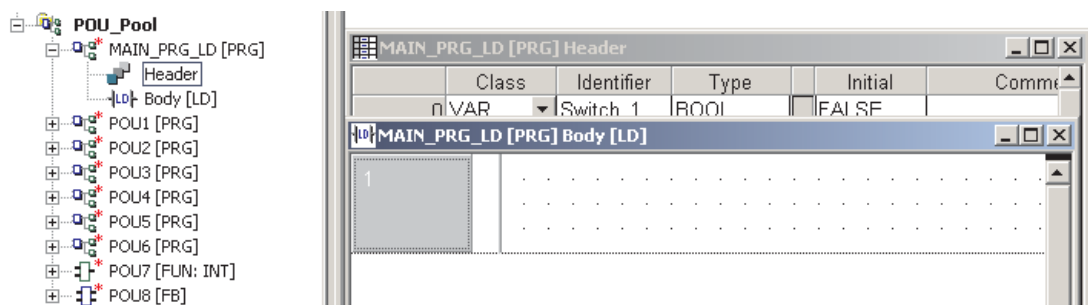 POU_Pool
MAIN_PRG_LD [PRG]
Header
Body [LD]
POU1 [PRG]
POU2 [PRG]
POU3 [PRG]
POU4 [PRG]
POU5 [PRG]
POU6 [PRG]
POU7 [FUN: INT]
POU8 [FB]
MAIN_PRG_LD [PRG] Header
Class Identifier Type Initial Comme
0 VAR Switch_1 BOOL FALSE
MAIN_PRG_LD [PRG] Body [LD]
1